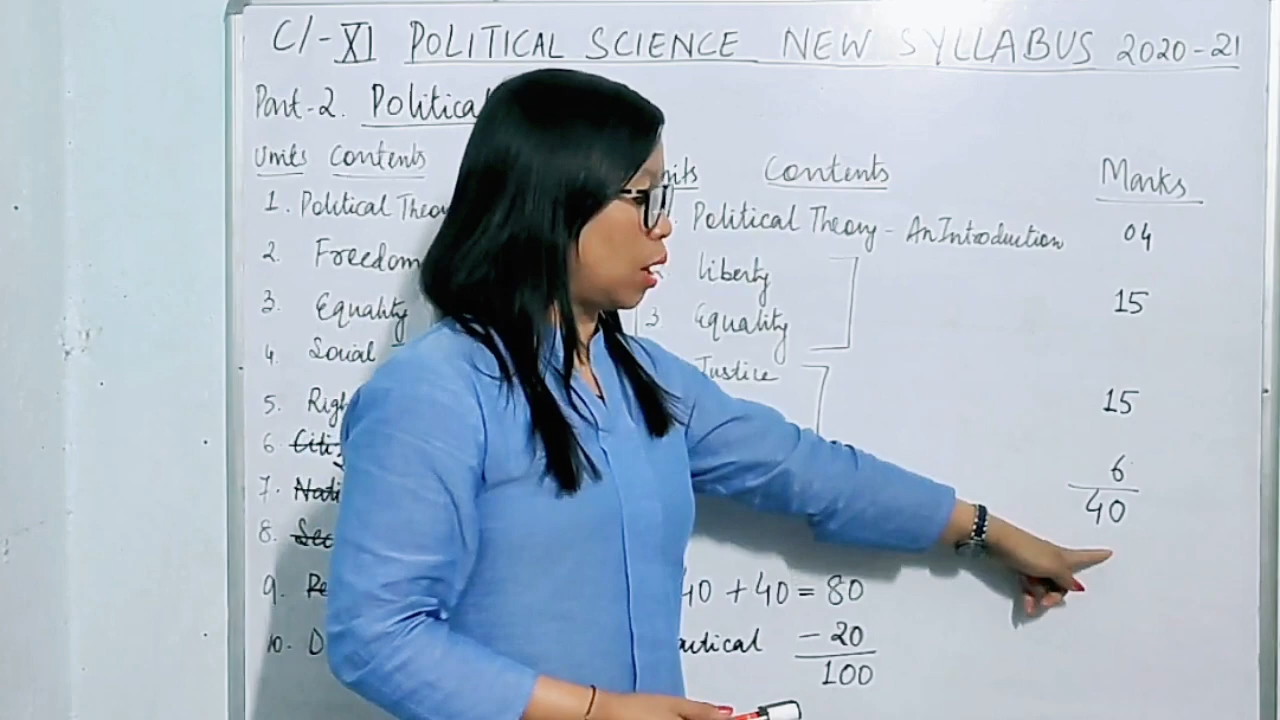 Cl-XI POLITICAL SCIENCE NEW SYLLABUS 2020-21
Part-2. Political
Units Contents
1. Political Theo
2. Freedom
3. Equality
4. Social
5. Righ
6 Citi
7. Nati
8. Sec
9. Re
10. D
nits Contents Marks
. Political Theory - An Introduction 04
liberty
3 Equality 15
Justice
15
6
40
40 + 40 = 80
actical - 20
100